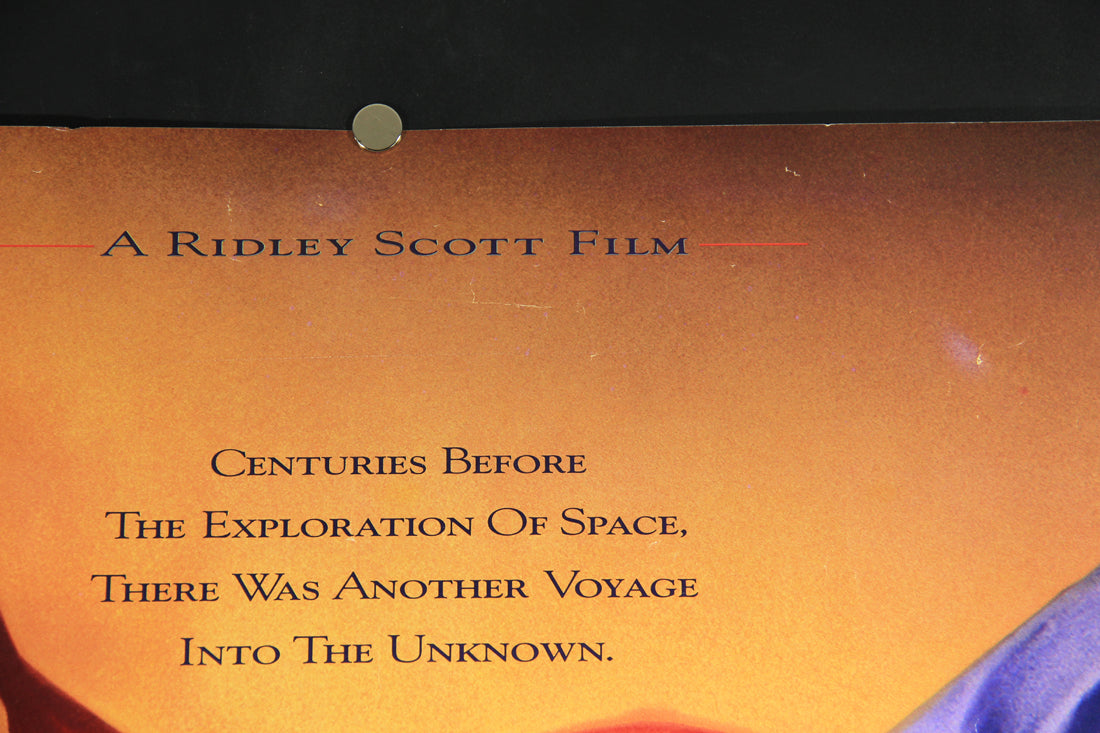 A Ridley Scott Film
Centuries Before
The Exploration Of Space,
There Was Another Voyage
Into The Unknown.